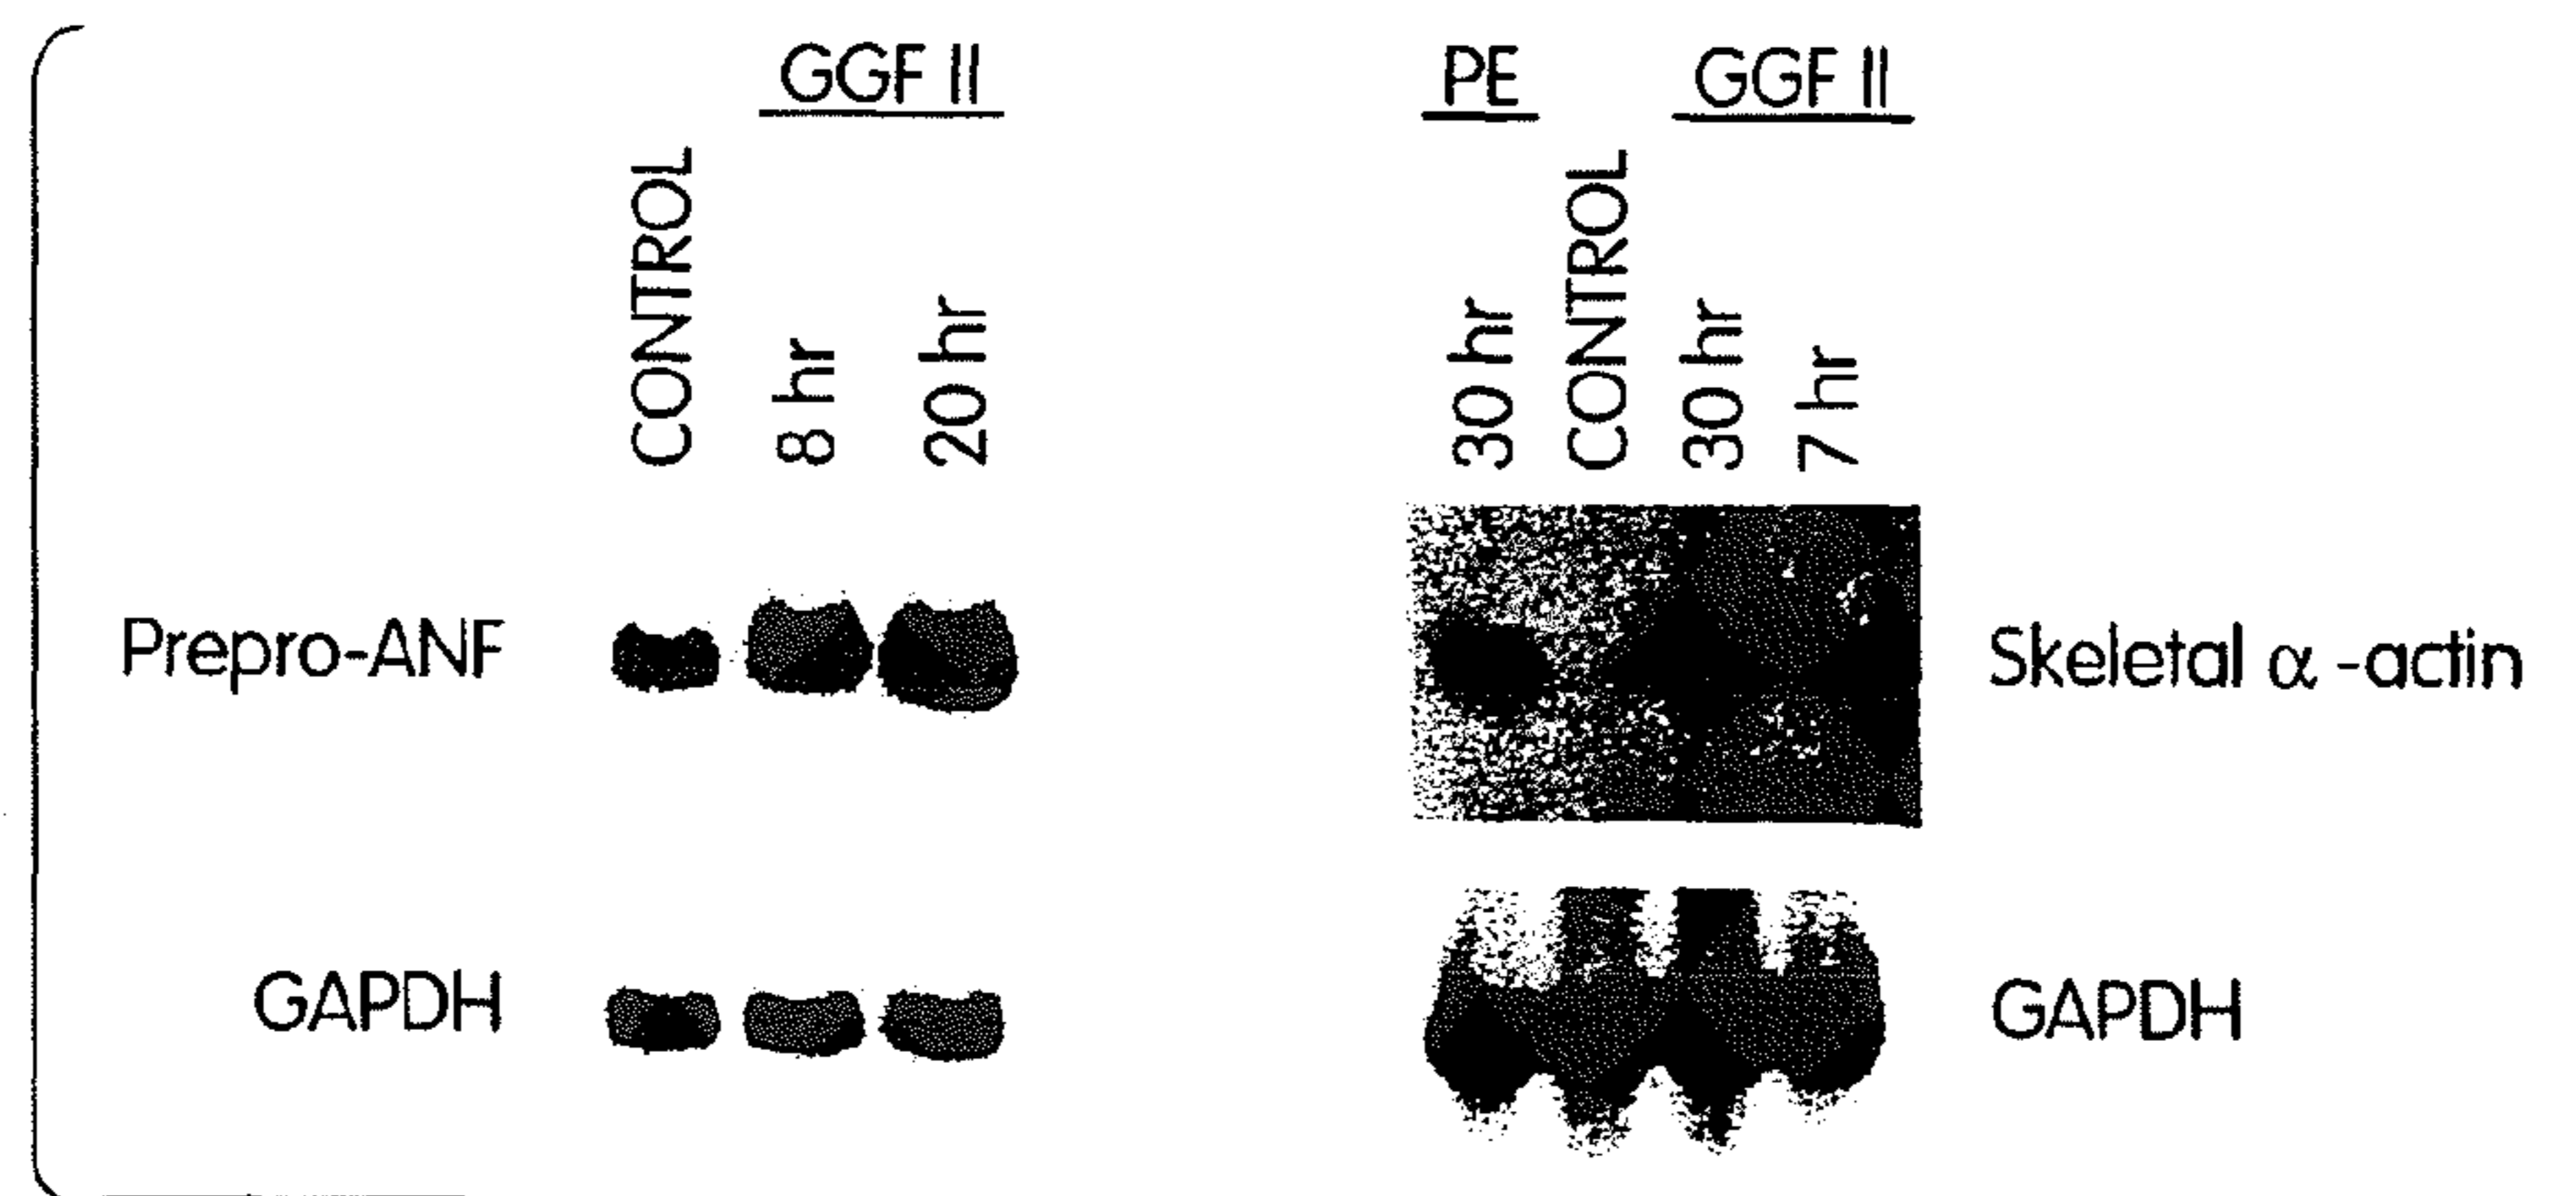 GGF II
PE
GGF II
CONTROL
8 hr
20 hr
30 hr
CONTROL
30 hr
7 hr
Prepro-ANF
Skeletal α -actin
GAPDH
GAPDH